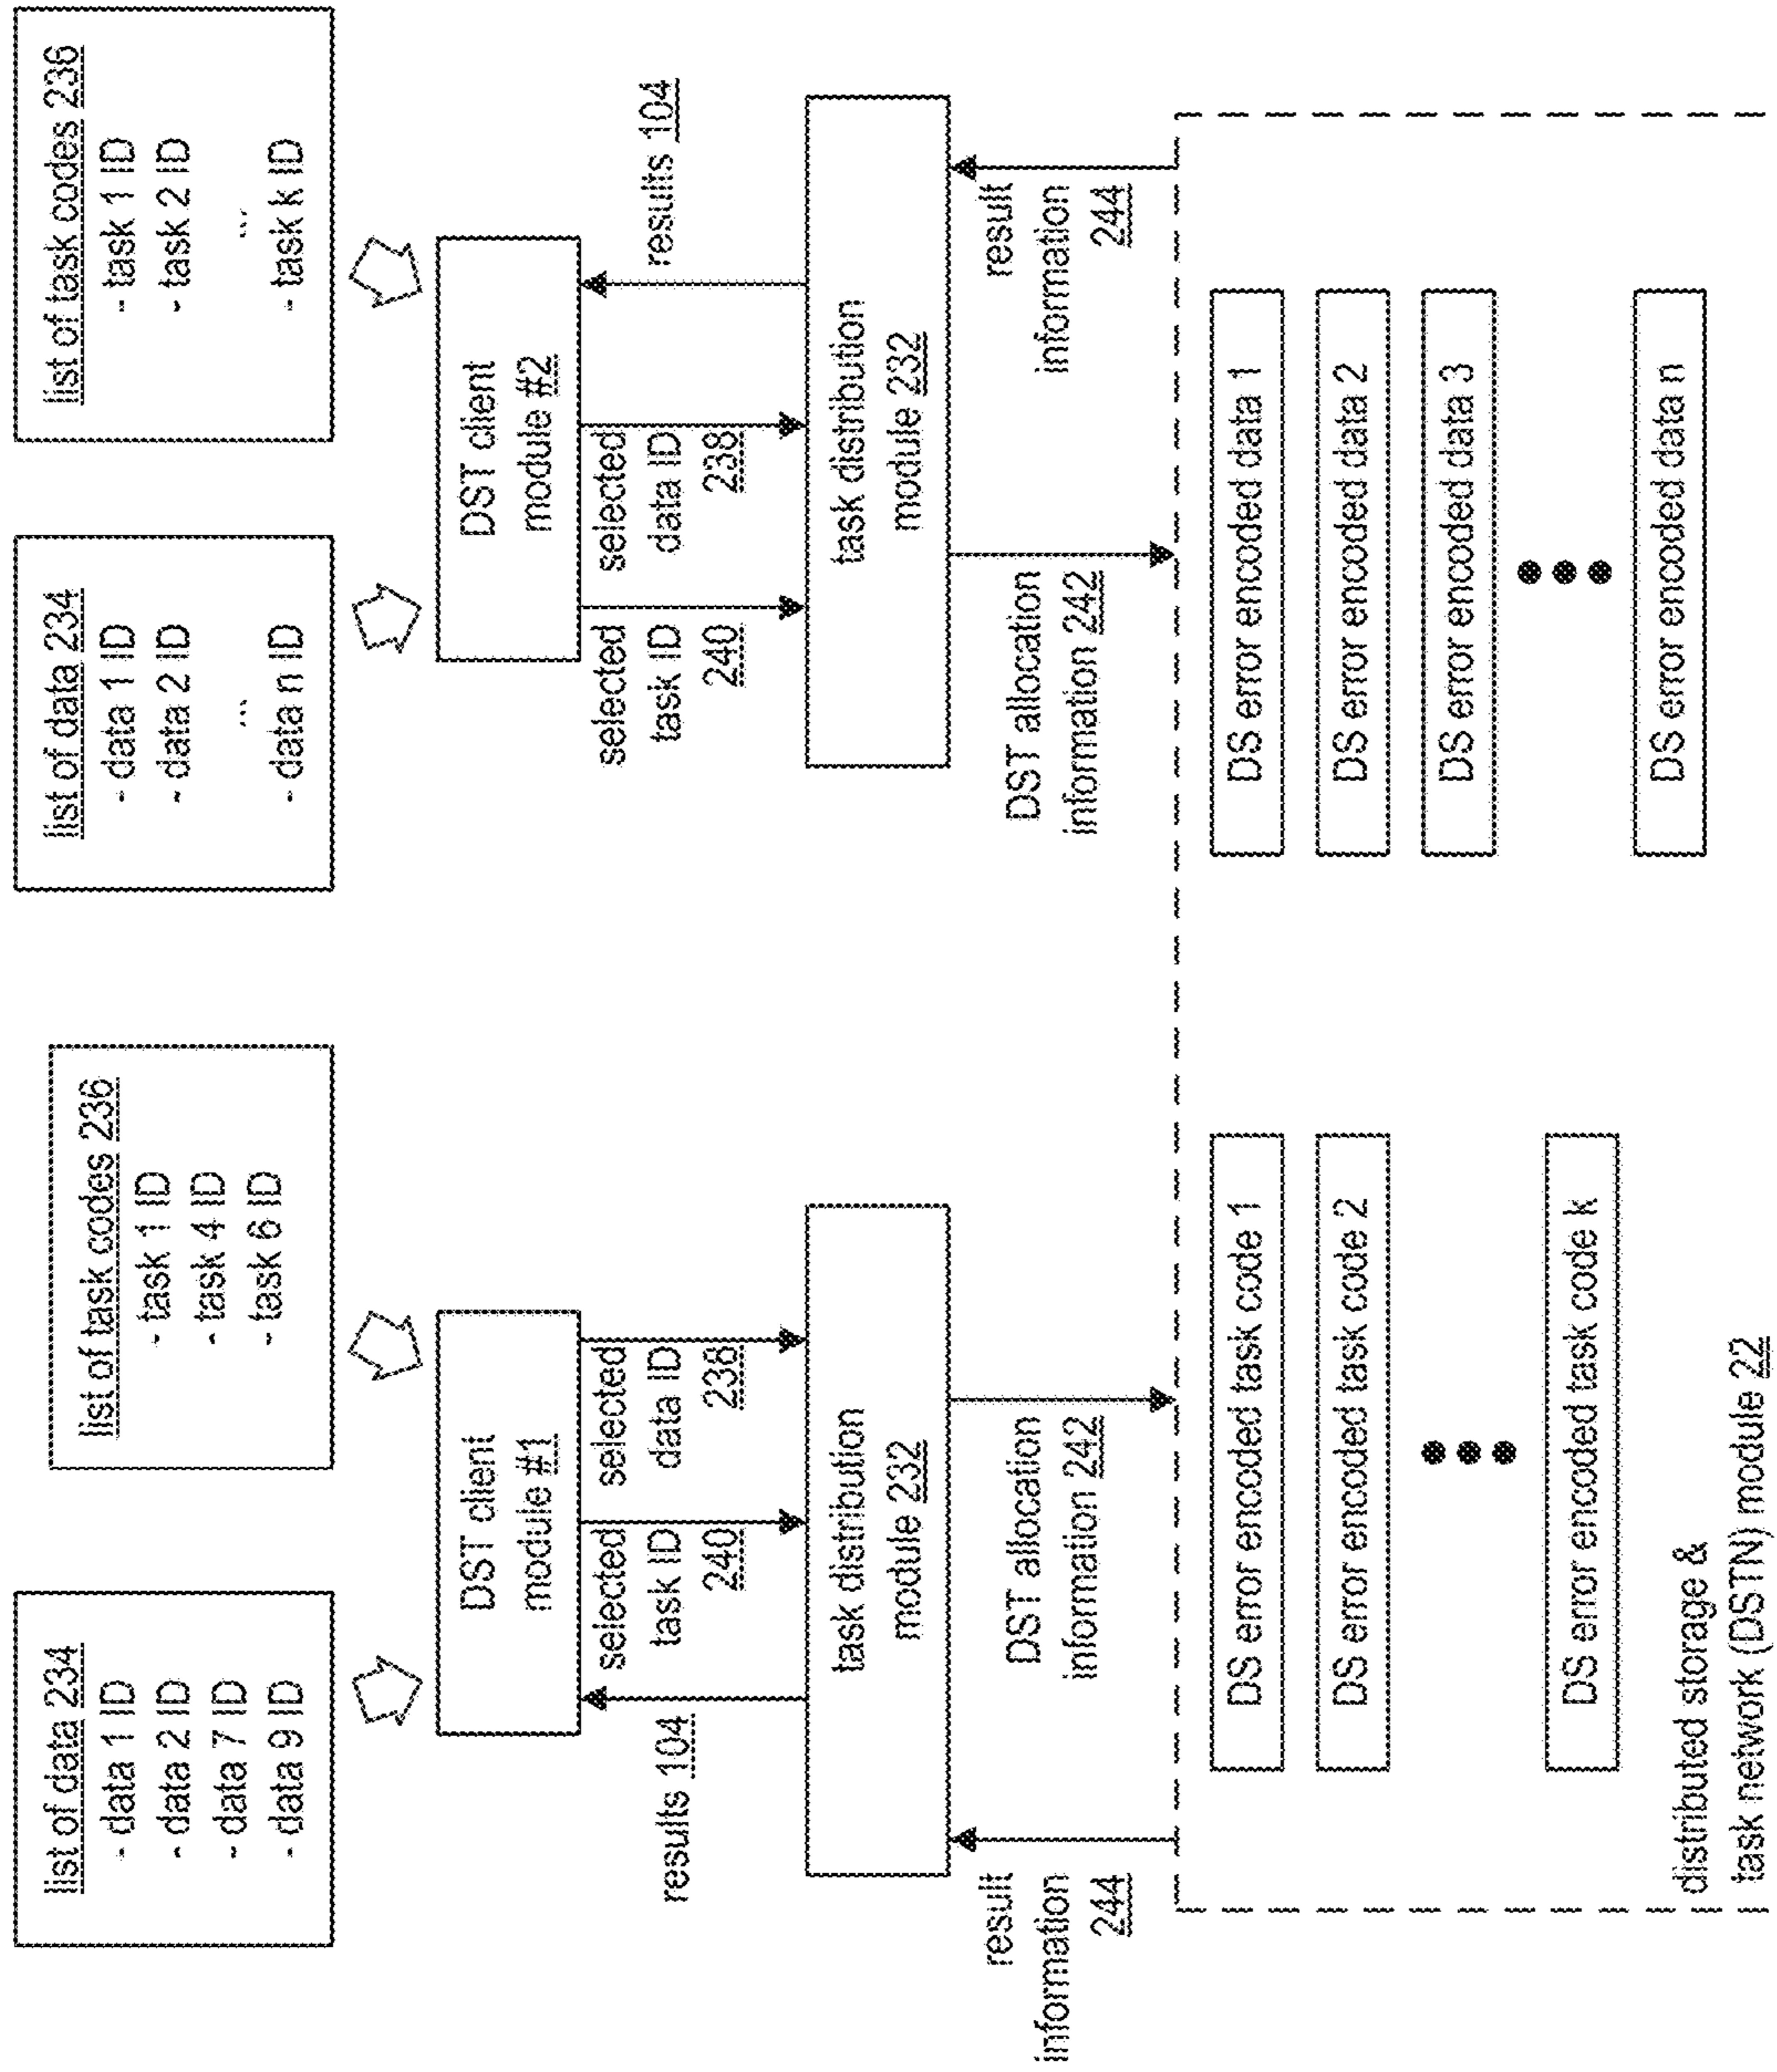 list of data 234
- data 1 ID
- data 2 ID
- data 7 ID
- data 9 ID
list of task codes 236
- task 1 ID
- task 4 ID
- task 6 ID
list of data 234
- data 1 ID
- data 2 ID
...
- data n ID
list of task codes 236
- task 1 ID
- task 2 ID
...
- task k ID
DST client
module #1
DST client
module #2
results 104
selected
task ID
240
selected
data ID
238
selected
task ID
240
selected
data ID
238
results 104
task distribution
module 232
task distribution
module 232
result
information
244
DST allocation
information 242
DST allocation
information 242
result
information
244
DS error encoded task code 1
DS error encoded task code 2
DS error encoded task code k
DS error encoded data 1
DS error encoded data 2
DS error encoded data 3
DS error encoded data n
distributed storage &
task network (DSTN) module 22